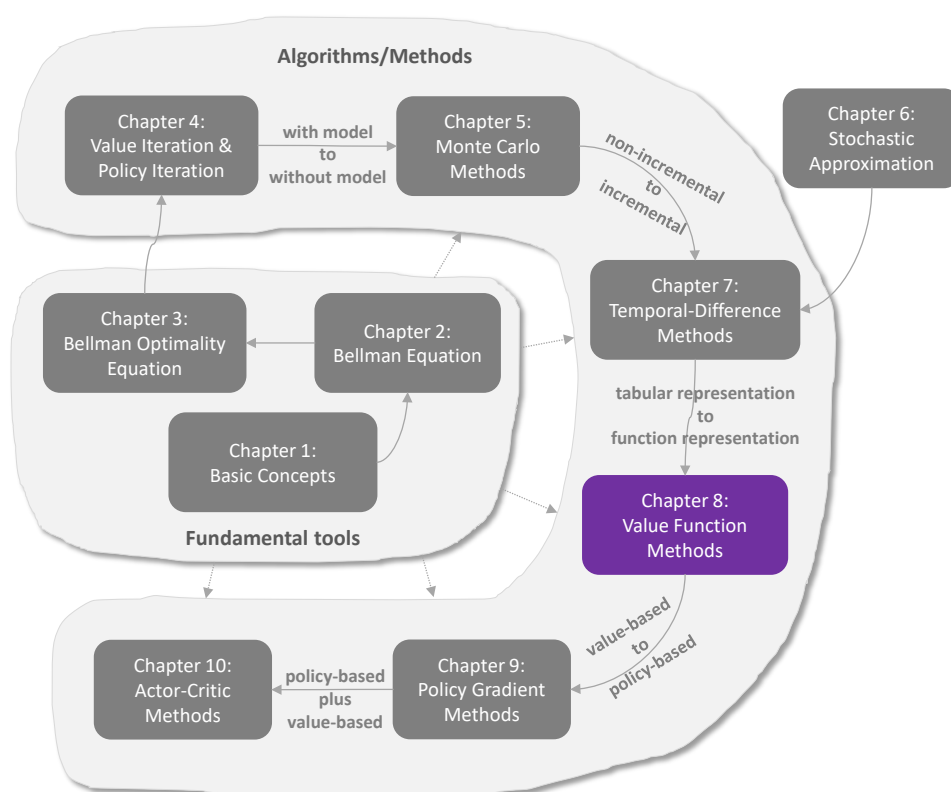 Algorithms/Methods
Chapter 4:
Value Iteration &
Policy Iteration
with model
to
without model
Chapter 5:
Monte Carlo
Methods
non-incremental
to
incremental
Chapter 6:
Stochastic
Approximation
Chapter 7:
Temporal-Difference
Methods
Chapter 3:
Bellman Optimality
Equation
Chapter 2:
Bellman Equation
Chapter 1:
Basic Concepts
Fundamental tools
tabular representation
to
function representation
Chapter 8:
Value Function
Methods
value-based
to
policy-based
Chapter 9:
Policy Gradient
Methods
policy-based
plus
value-based
Chapter 10:
Actor-Critic
Methods